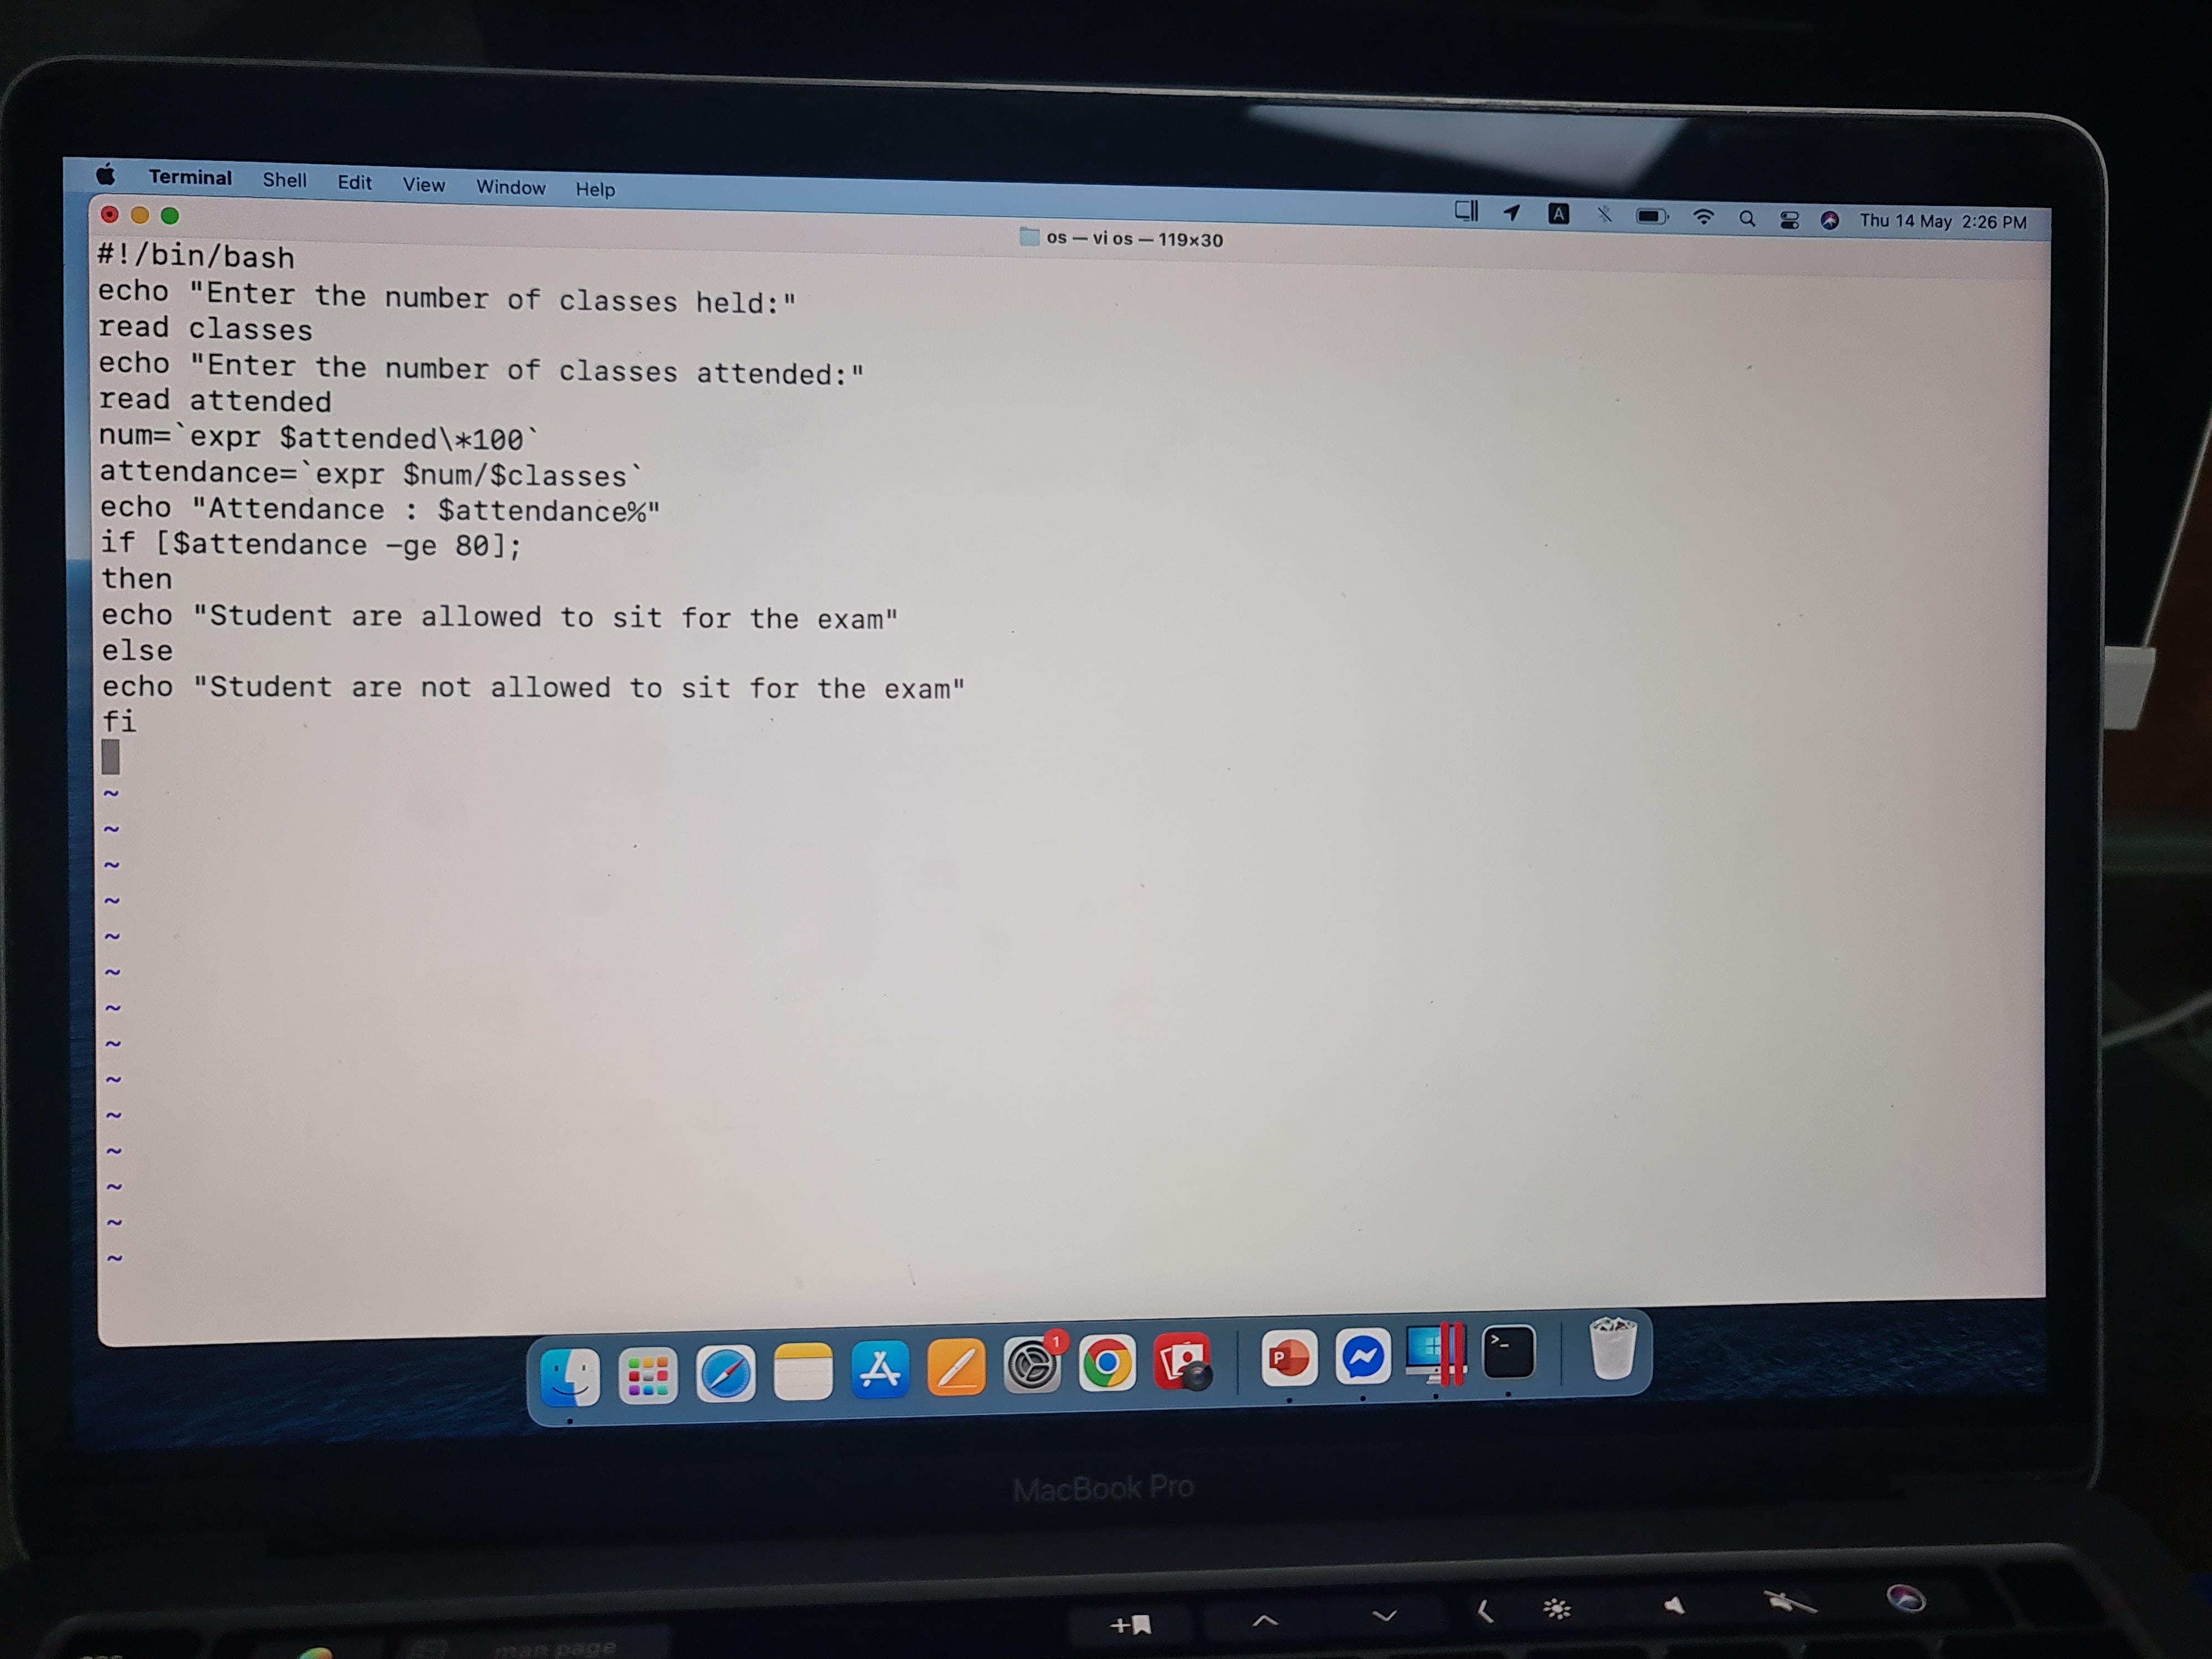 Terminal Shell Edit View Window Help
A Thu 14 May 2:26 PM
os — vi os — 119×30
#!/bin/bash
echo "Enter the number of classes held:"
read classes
echo "Enter the number of classes attended:"
read attended
num=`expr $attended\*100`
attendance=`expr $num/$classes`
echo "Attendance : $attendance%"
if [$attendance -ge 80];
then
echo "Student are allowed to sit for the exam"
else
echo "Student are not allowed to sit for the exam"
fi
~
~
~
~
~
~
~
~
~
~
~
~
~
~
1
P
>_
MacBook Pro
man page